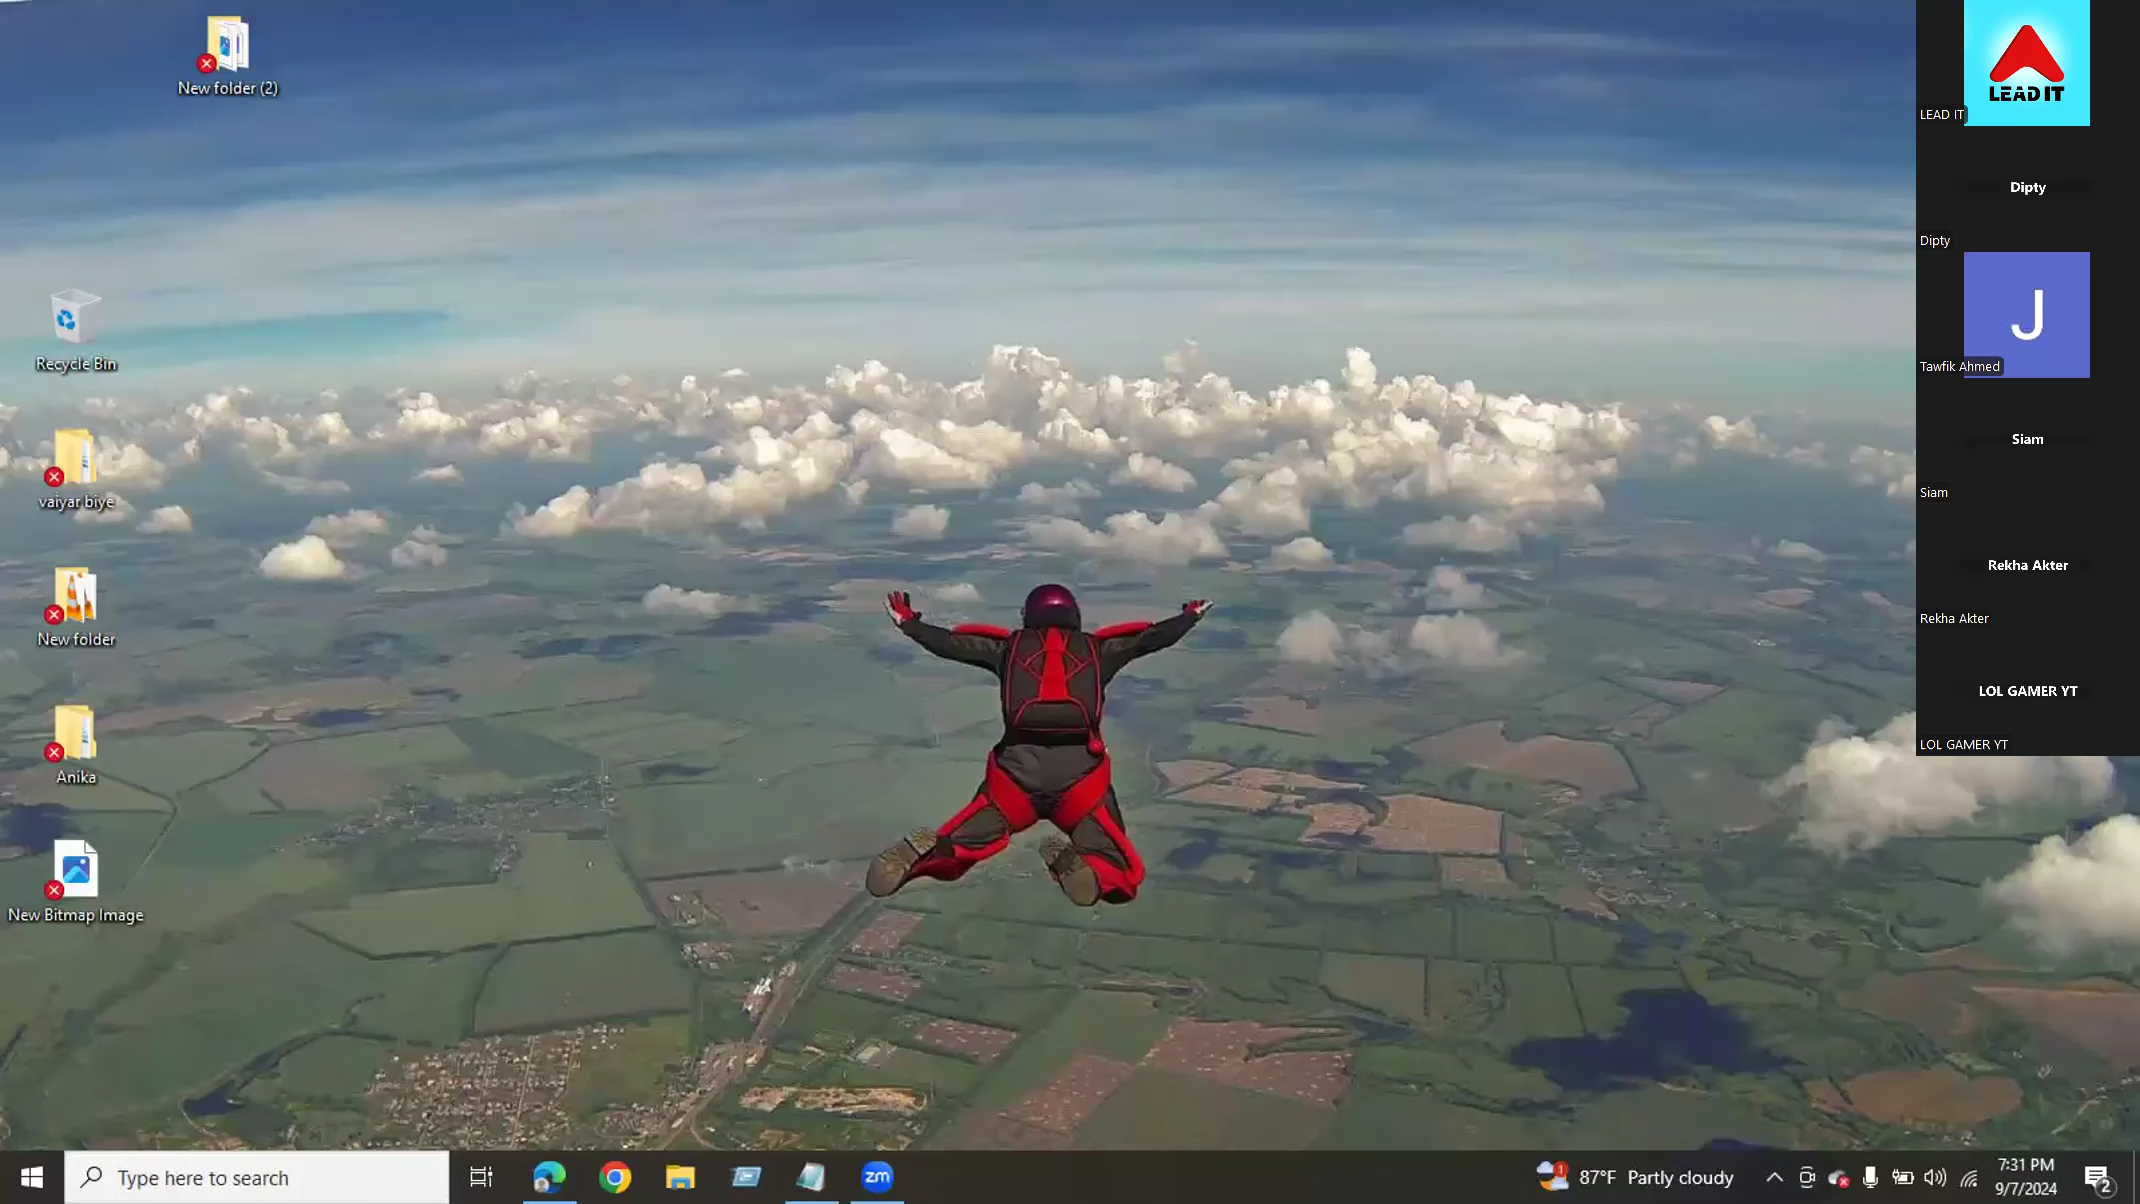 New folder (2)
Recycle Bin
vaiyar biye
New folder
Anika
New Bitmap Image
LEAD IT
LEAD IT
Dipty
Dipty
J
Tawfik Ahmed
Siam
Siam
Rekha Akter
Rekha Akter
LOL GAMER YT
LOL GAMER YT
Type here to search
zm
1
87°F Partly cloudy
7:31 PM
9/7/2024
2